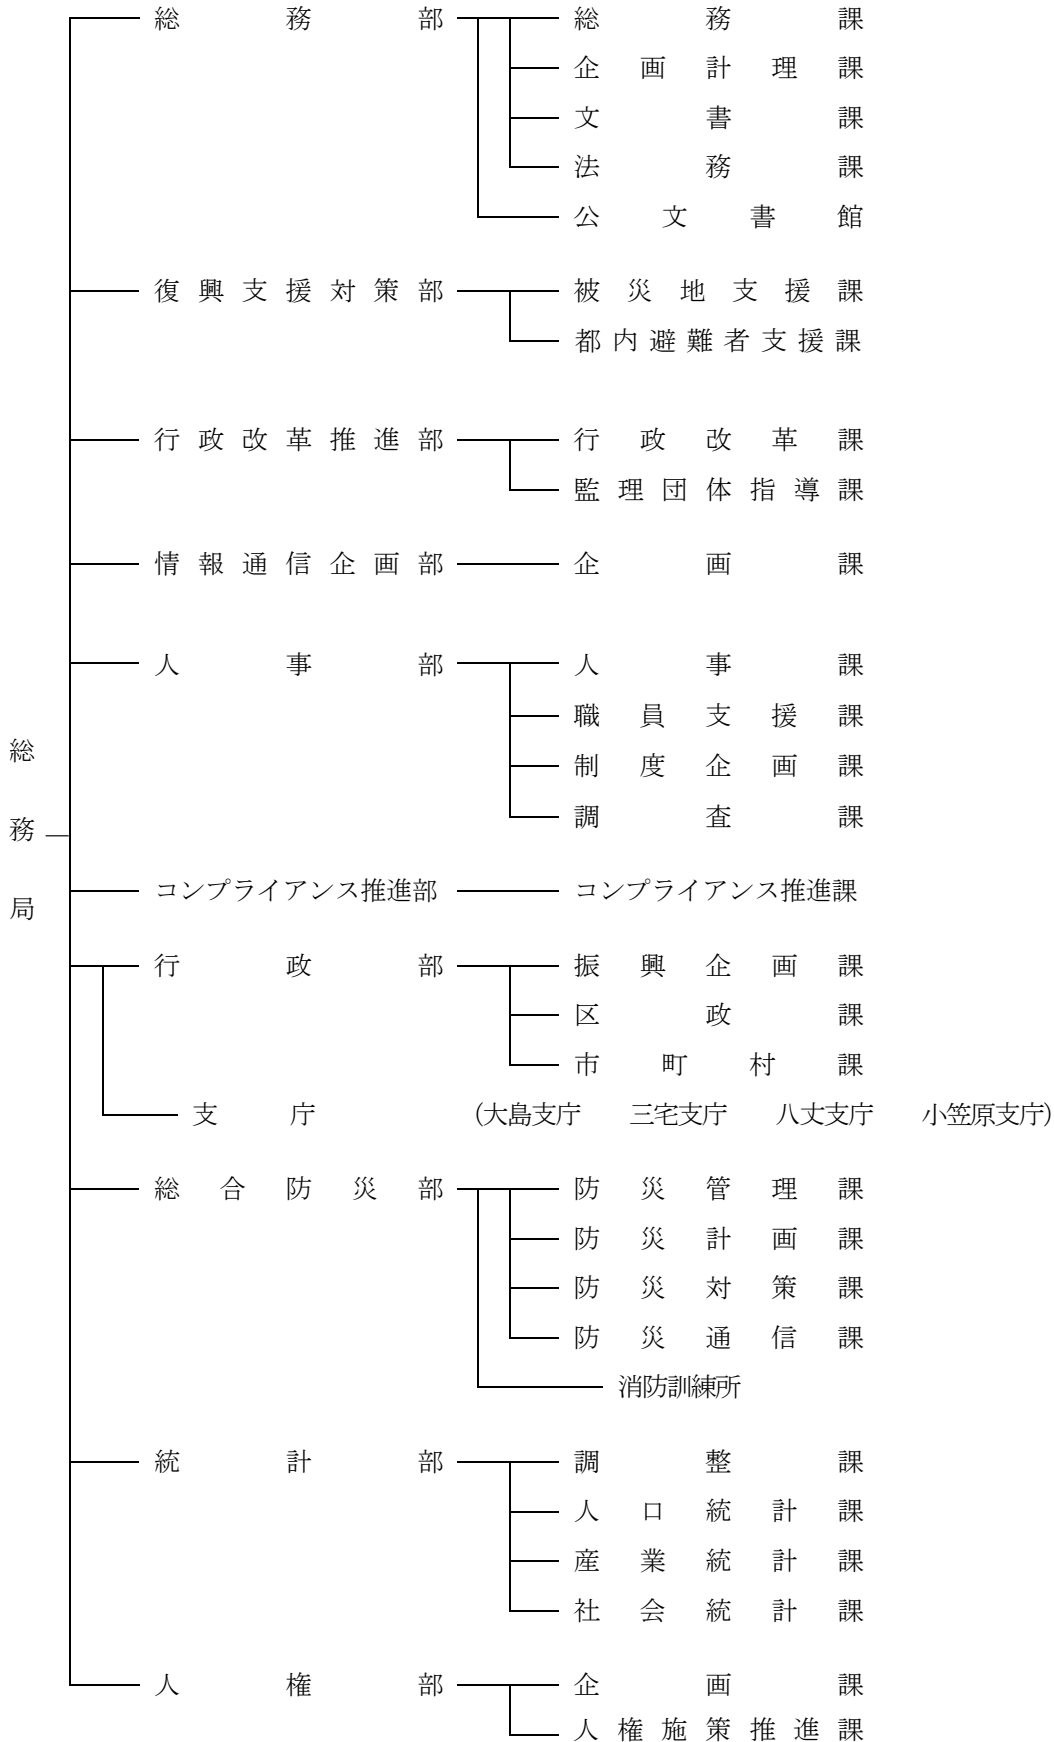 総務局
総務部 総務課
企画計理課
文書課
法務課
公文書館
復興支援対策部 被災地支援課
都内避難者支援課
行政改革推進部 行政改革課
監理団体指導課
情報通信企画部 企画課
人事部 人事課
職員支援課
制度企画課
調査課
コンプライアンス推進部 コンプライアンス推進課
行政部 振興企画課
区政課
市町村課
支庁 (大島支庁 三宅支庁 八丈支庁 小笠原支庁)
総合防災部 防災管理課
防災計画課
防災対策課
防災通信課
消防訓練所
統計部 調整課
人口統計課
産業統計課
社会統計課
人権部 企画課
人権施策推進課